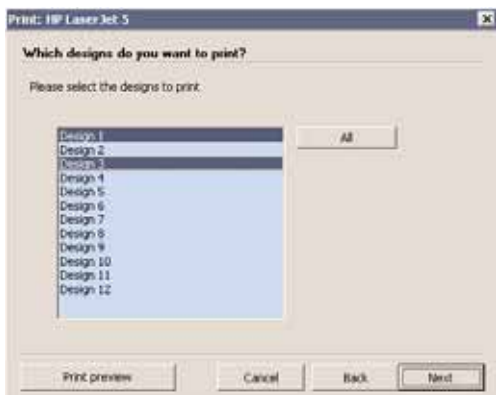 Print: HP LaserJet 5
Which designs do you want to print?
Please select the designs to print
Design 1
All
Design 2
Design 3
Design 4
Design 5
Design 6
Design 7
Design 8
Design 9
Design 10
Design 11
Design 12
Print preview
Cancel
Back
Next